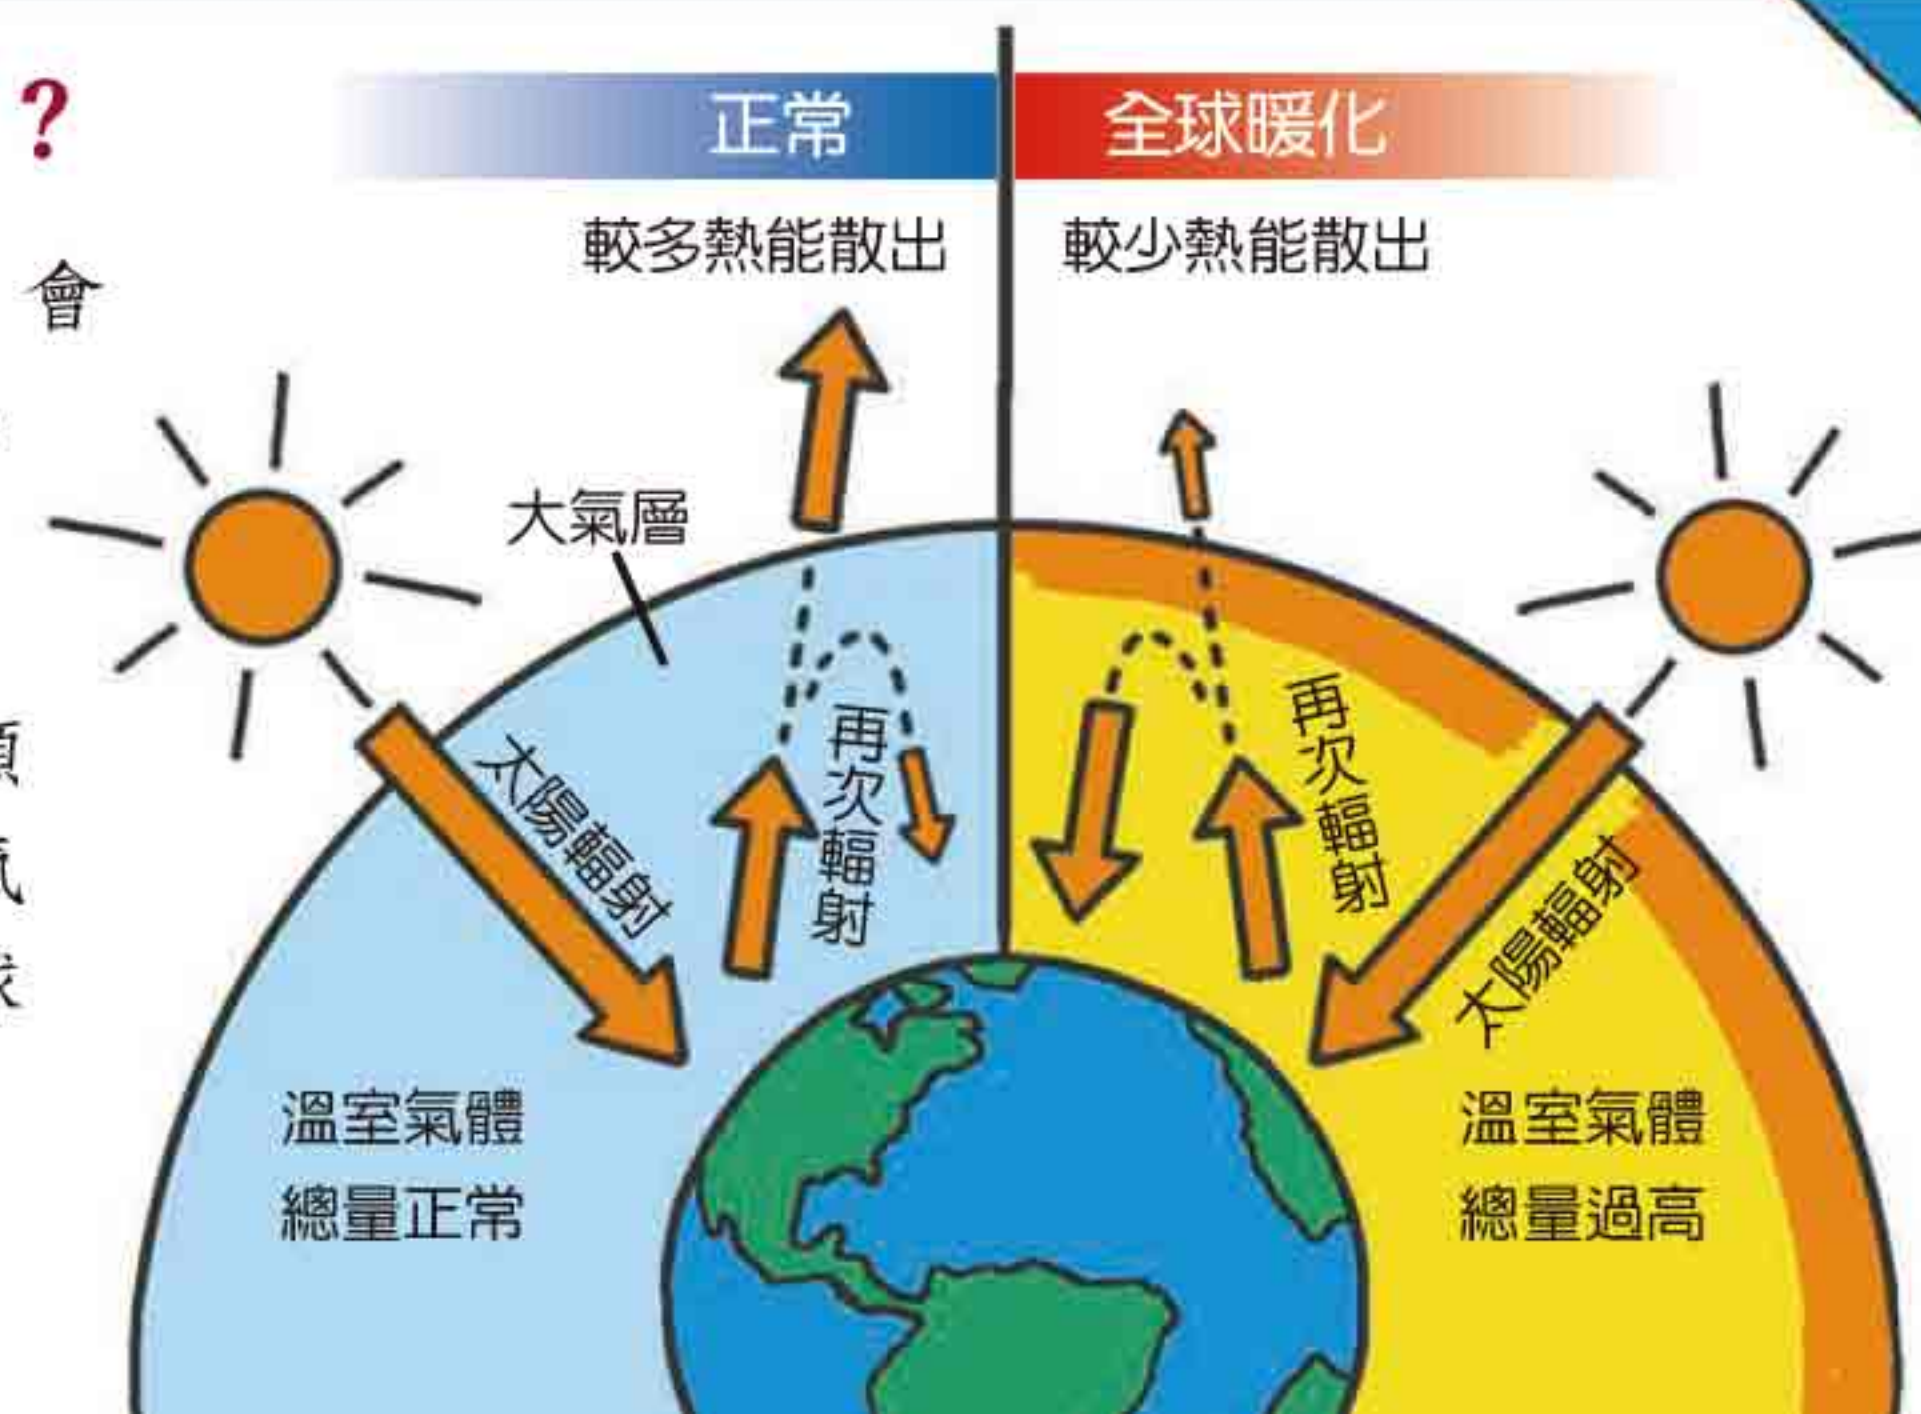 ?
正常
全球暖化
較多熱能散出
較少熱能散出
會
大氣層
太陽輻射
再次輻射
再次輻射
太陽輻射
溫室氣體
總量正常
溫室氣體
總量過高